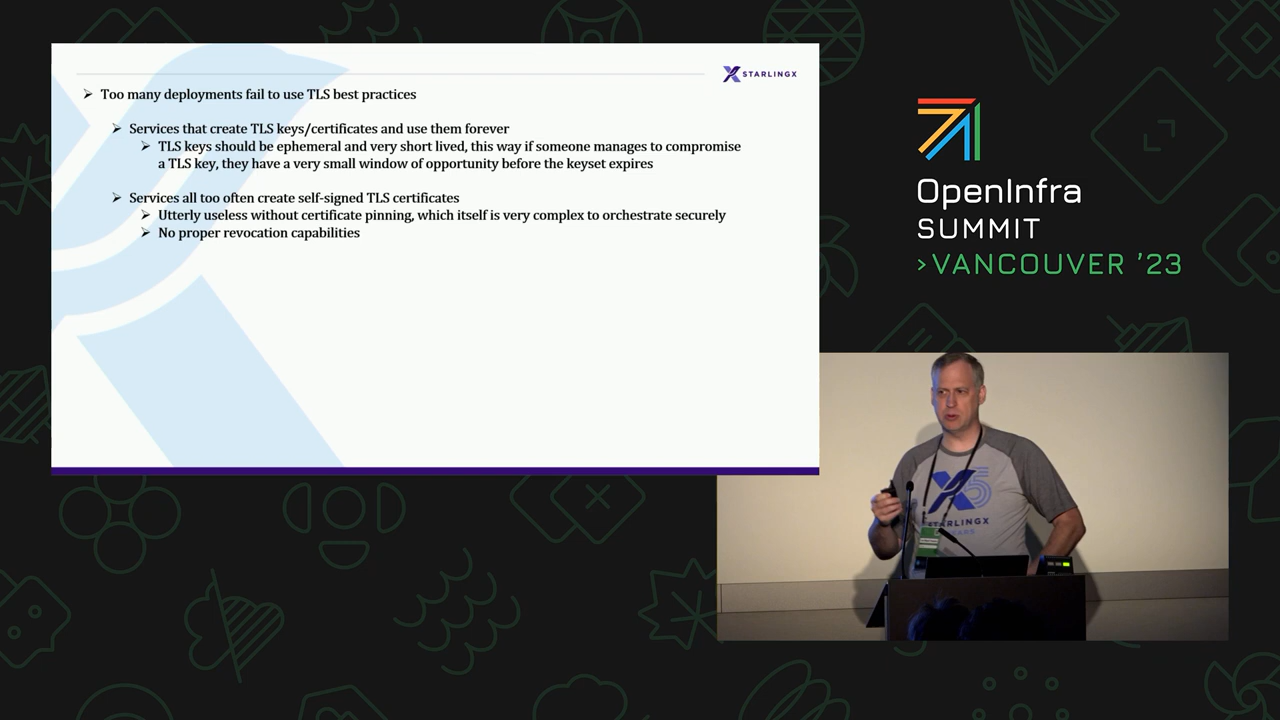 STARLINGX
Too many deployments fail to use TLS best practices
Services that create TLS keys/certificates and use them forever
TLS keys should be ephemeral and very short lived, this way if someone manages to compromise
a TLS key, they have a very small window of opportunity before the keyset expires
Services all too often create self-signed TLS certificates
Utterly useless without certificate pinning, which itself is very complex to orchestrate securely
No proper revocation capabilities
OpenInfra
SUMMIT
>VANCOUVER ’23
X5
STARLINGX